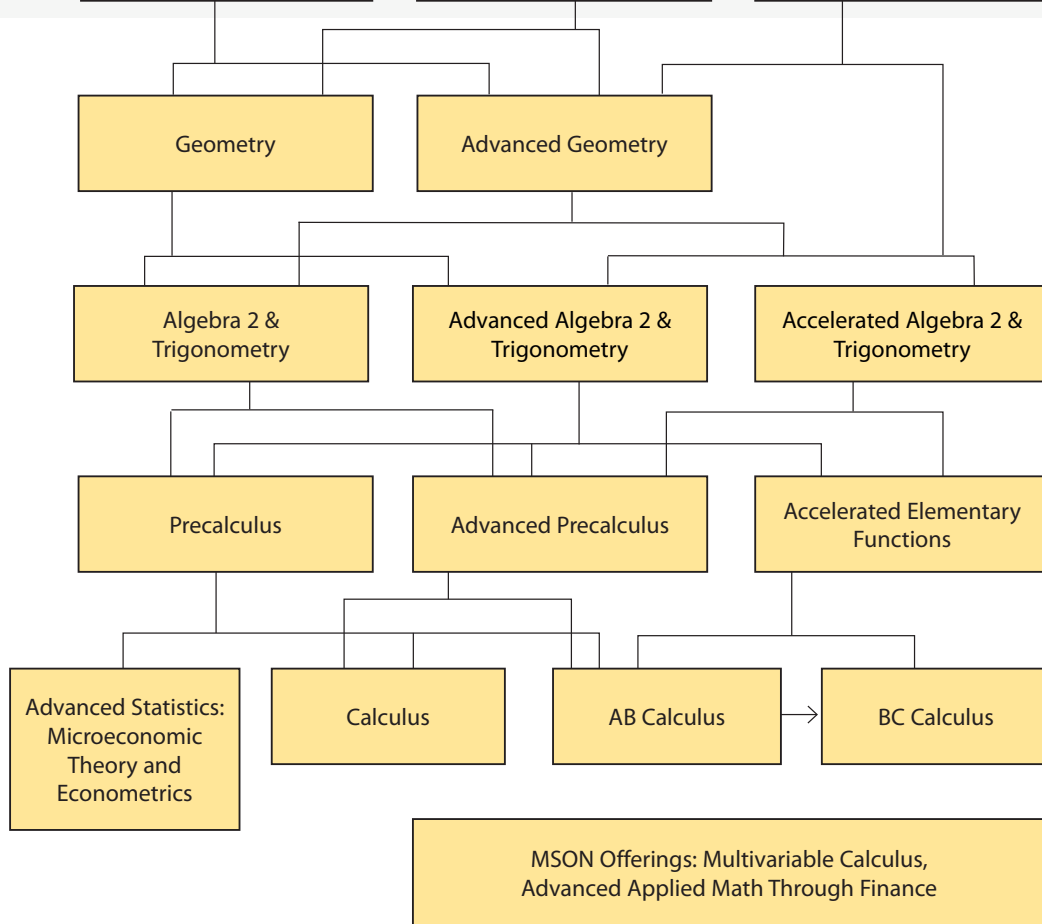 Geometry
Advanced Geometry
Algebra 2 &
Trigonometry
Advanced Algebra 2 &
Trigonometry
Accelerated Algebra 2 &
Trigonometry
Precalculus
Advanced Precalculus
Accelerated Elementary
Functions
Advanced Statistics:
Microeconomic
Theory and
Econometrics
Calculus
AB Calculus
BC Calculus
MSON Offerings: Multivariable Calculus,
Advanced Applied Math Through Finance